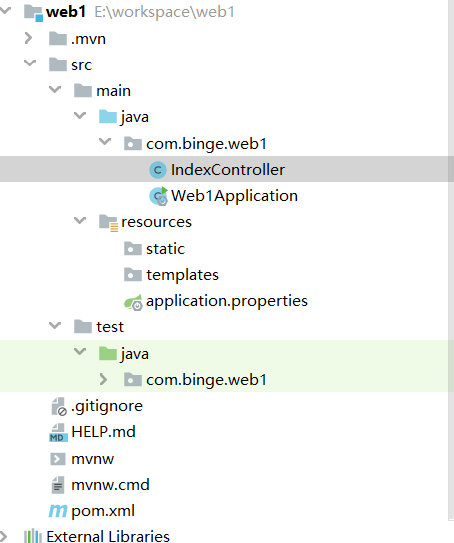 web1 E:\workspace\web1
.mvn
src
main
java
com.binge.web1
IndexController
Web1Application
resources
static
templates
application.properties
test
java
com.binge.web1
.gitignore
HELP.md
mvnw
mvnw.cmd
pom.xml
External Libraries